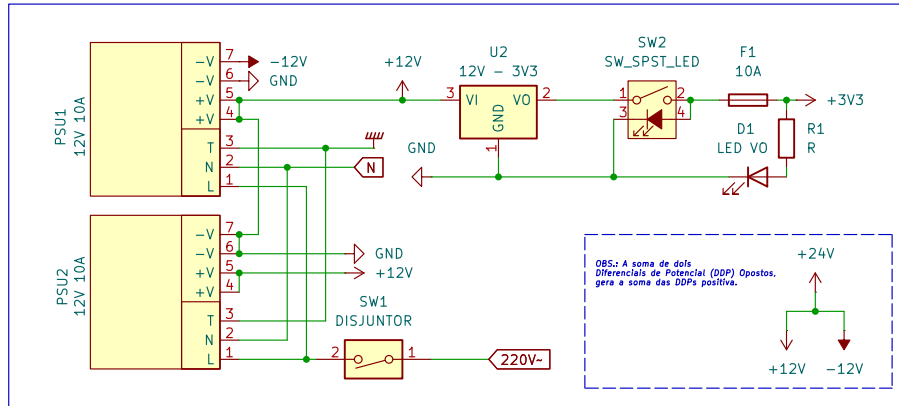 PSU1
12V 10A
-V 7
-V 6
+V 5
+V 4
T 3
N 2
L 1
-12V
GND
+12V
N
GND
U2
12V - 3V3
3 VI VO 2
GND
1
SW2
SW_SPST_LED
1 2
3 4
F1
10A
+3V3
D1
LED VO
R1
R
PSU2
12V 10A
-V 7
-V 6
+V 5
+V 4
T 3
N 2
L 1
GND
+12V
SW1
DISJUNTOR
2 1
220V~
OBS.: A soma de dois
Diferenciais de Potencial (DDP) Opostos,
gera a soma das DDPs positiva.
+24V
+12V -12V